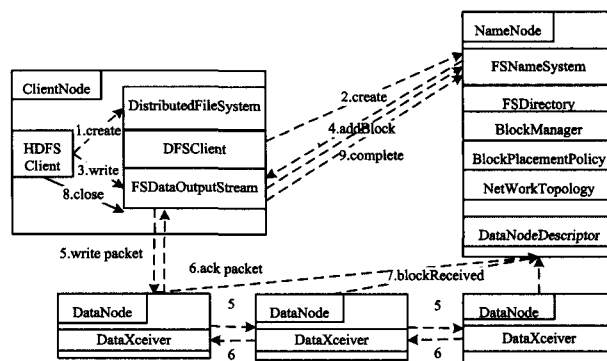 NameNode
FSNameSystem
FSDirectory
BlockManager
BlockPlacementPolicy
NetWorkTopology
DataNodeDescriptor
ClientNode
DistributedFileSystem
DFSClient
FSDataOutputStream
HDFS
Client
1.create
3.write
8.close
2.create
4.addBlock
9.complete
5.write packet
6.ack packet
7.blockReceived
DataNode
DataXceiver
5
6
DataNode
DataXceiver
5
6
DataNode
DataXceiver